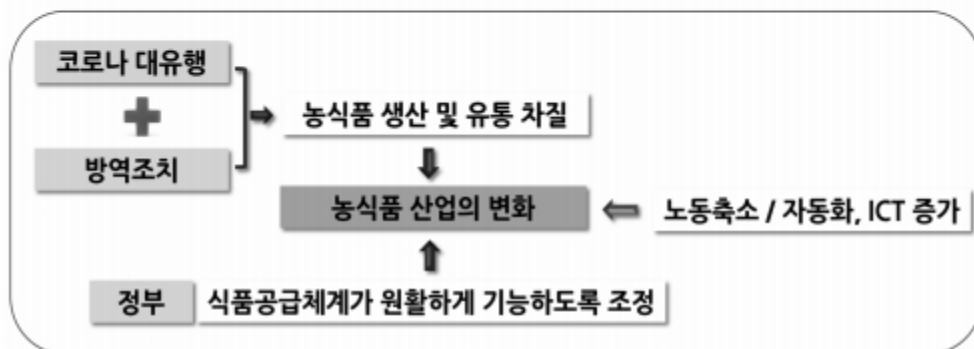 코로나 대유행
농식품 생산 및 유통 차질
방역조치
농식품 산업의 변화
노동축소 / 자동화, ICT 증가
정부 식품공급체계가 원활하게 기능하도록 조정